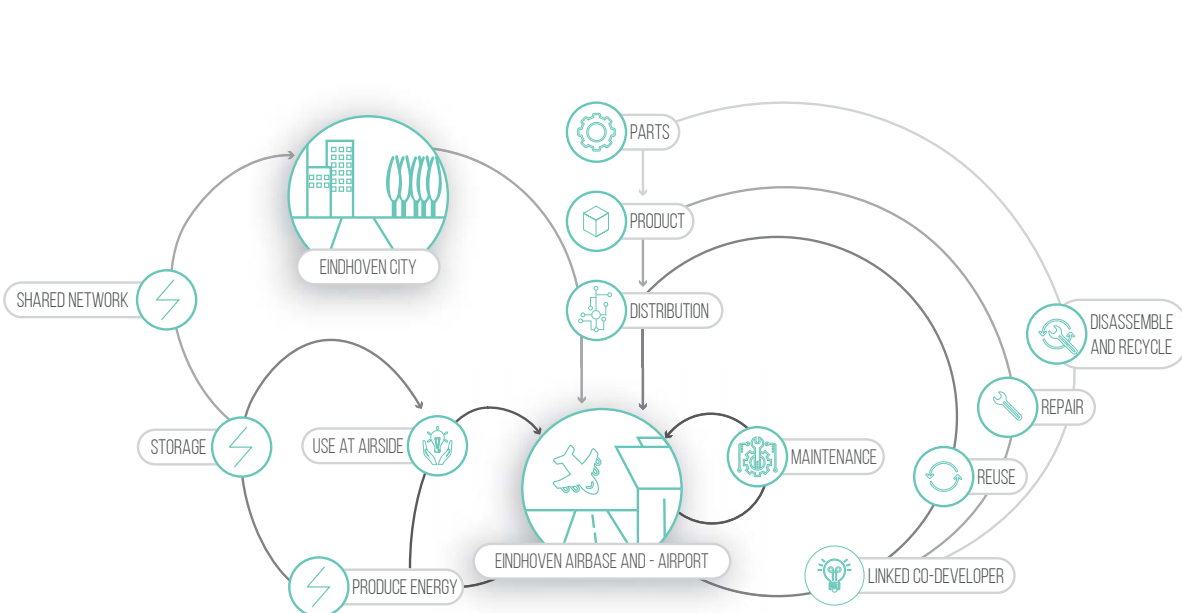 PARTS
PRODUCT
EINDHOVEN CITY
SHARED NETWORK
DISTRIBUTION
DISASSEMBLE
AND RECYCLE
REPAIR
STORAGE
USE AT AIRSIDE
MAINTENANCE
REUSE
EINDHOVEN AIRBASE AND - AIRPORT
PRODUCE ENERGY
LINKED CO-DEVELOPER